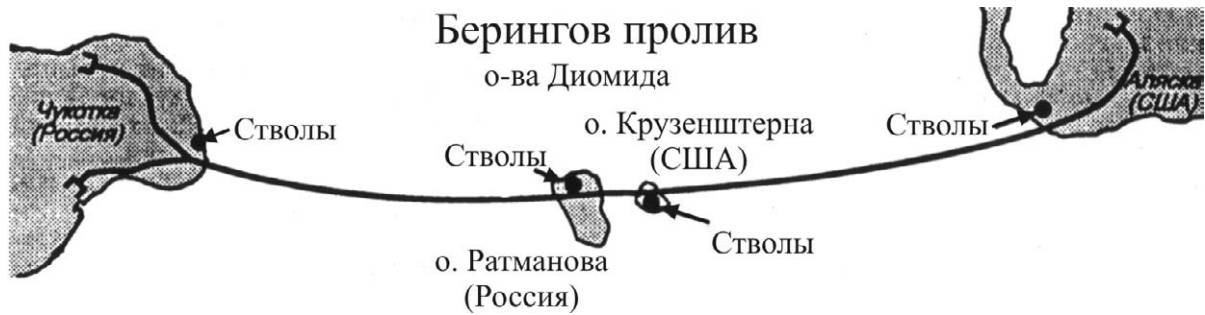 Берингов пролив
о-ва Диомида
Чукотка
(Россия)
Стволы
Стволы
о. Крузенштерна
(США)
Стволы
Аляска
(США)
Стволы
о. Ратманова
(Россия)